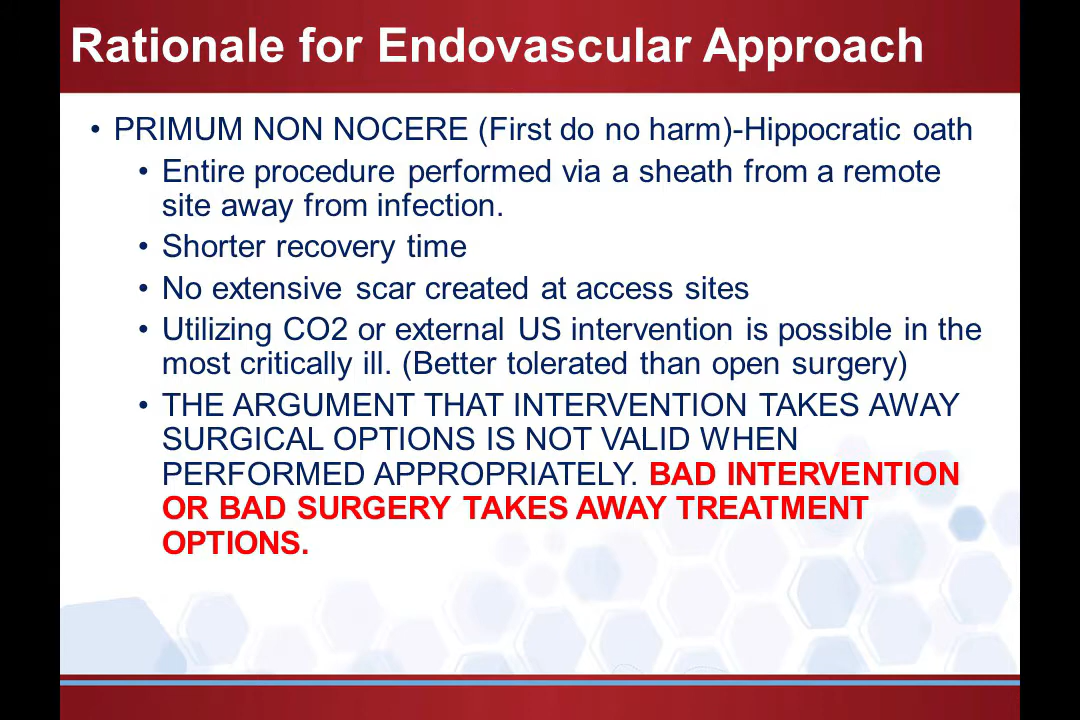 Rationale for Endovascular Approach
• PRIMUM NON NOCERE (First do no harm)-Hippocratic oath
• Entire procedure performed via a sheath from a remote
site away from infection.
• Shorter recovery time
• No extensive scar created at access sites
• Utilizing CO2 or external US intervention is possible in the
most critically ill. (Better tolerated than open surgery)
• THE ARGUMENT THAT INTERVENTION TAKES AWAY
SURGICAL OPTIONS IS NOT VALID WHEN
PERFORMED APPROPRIATELY. BAD INTERVENTION
OR BAD SURGERY TAKES AWAY TREATMENT
OPTIONS.